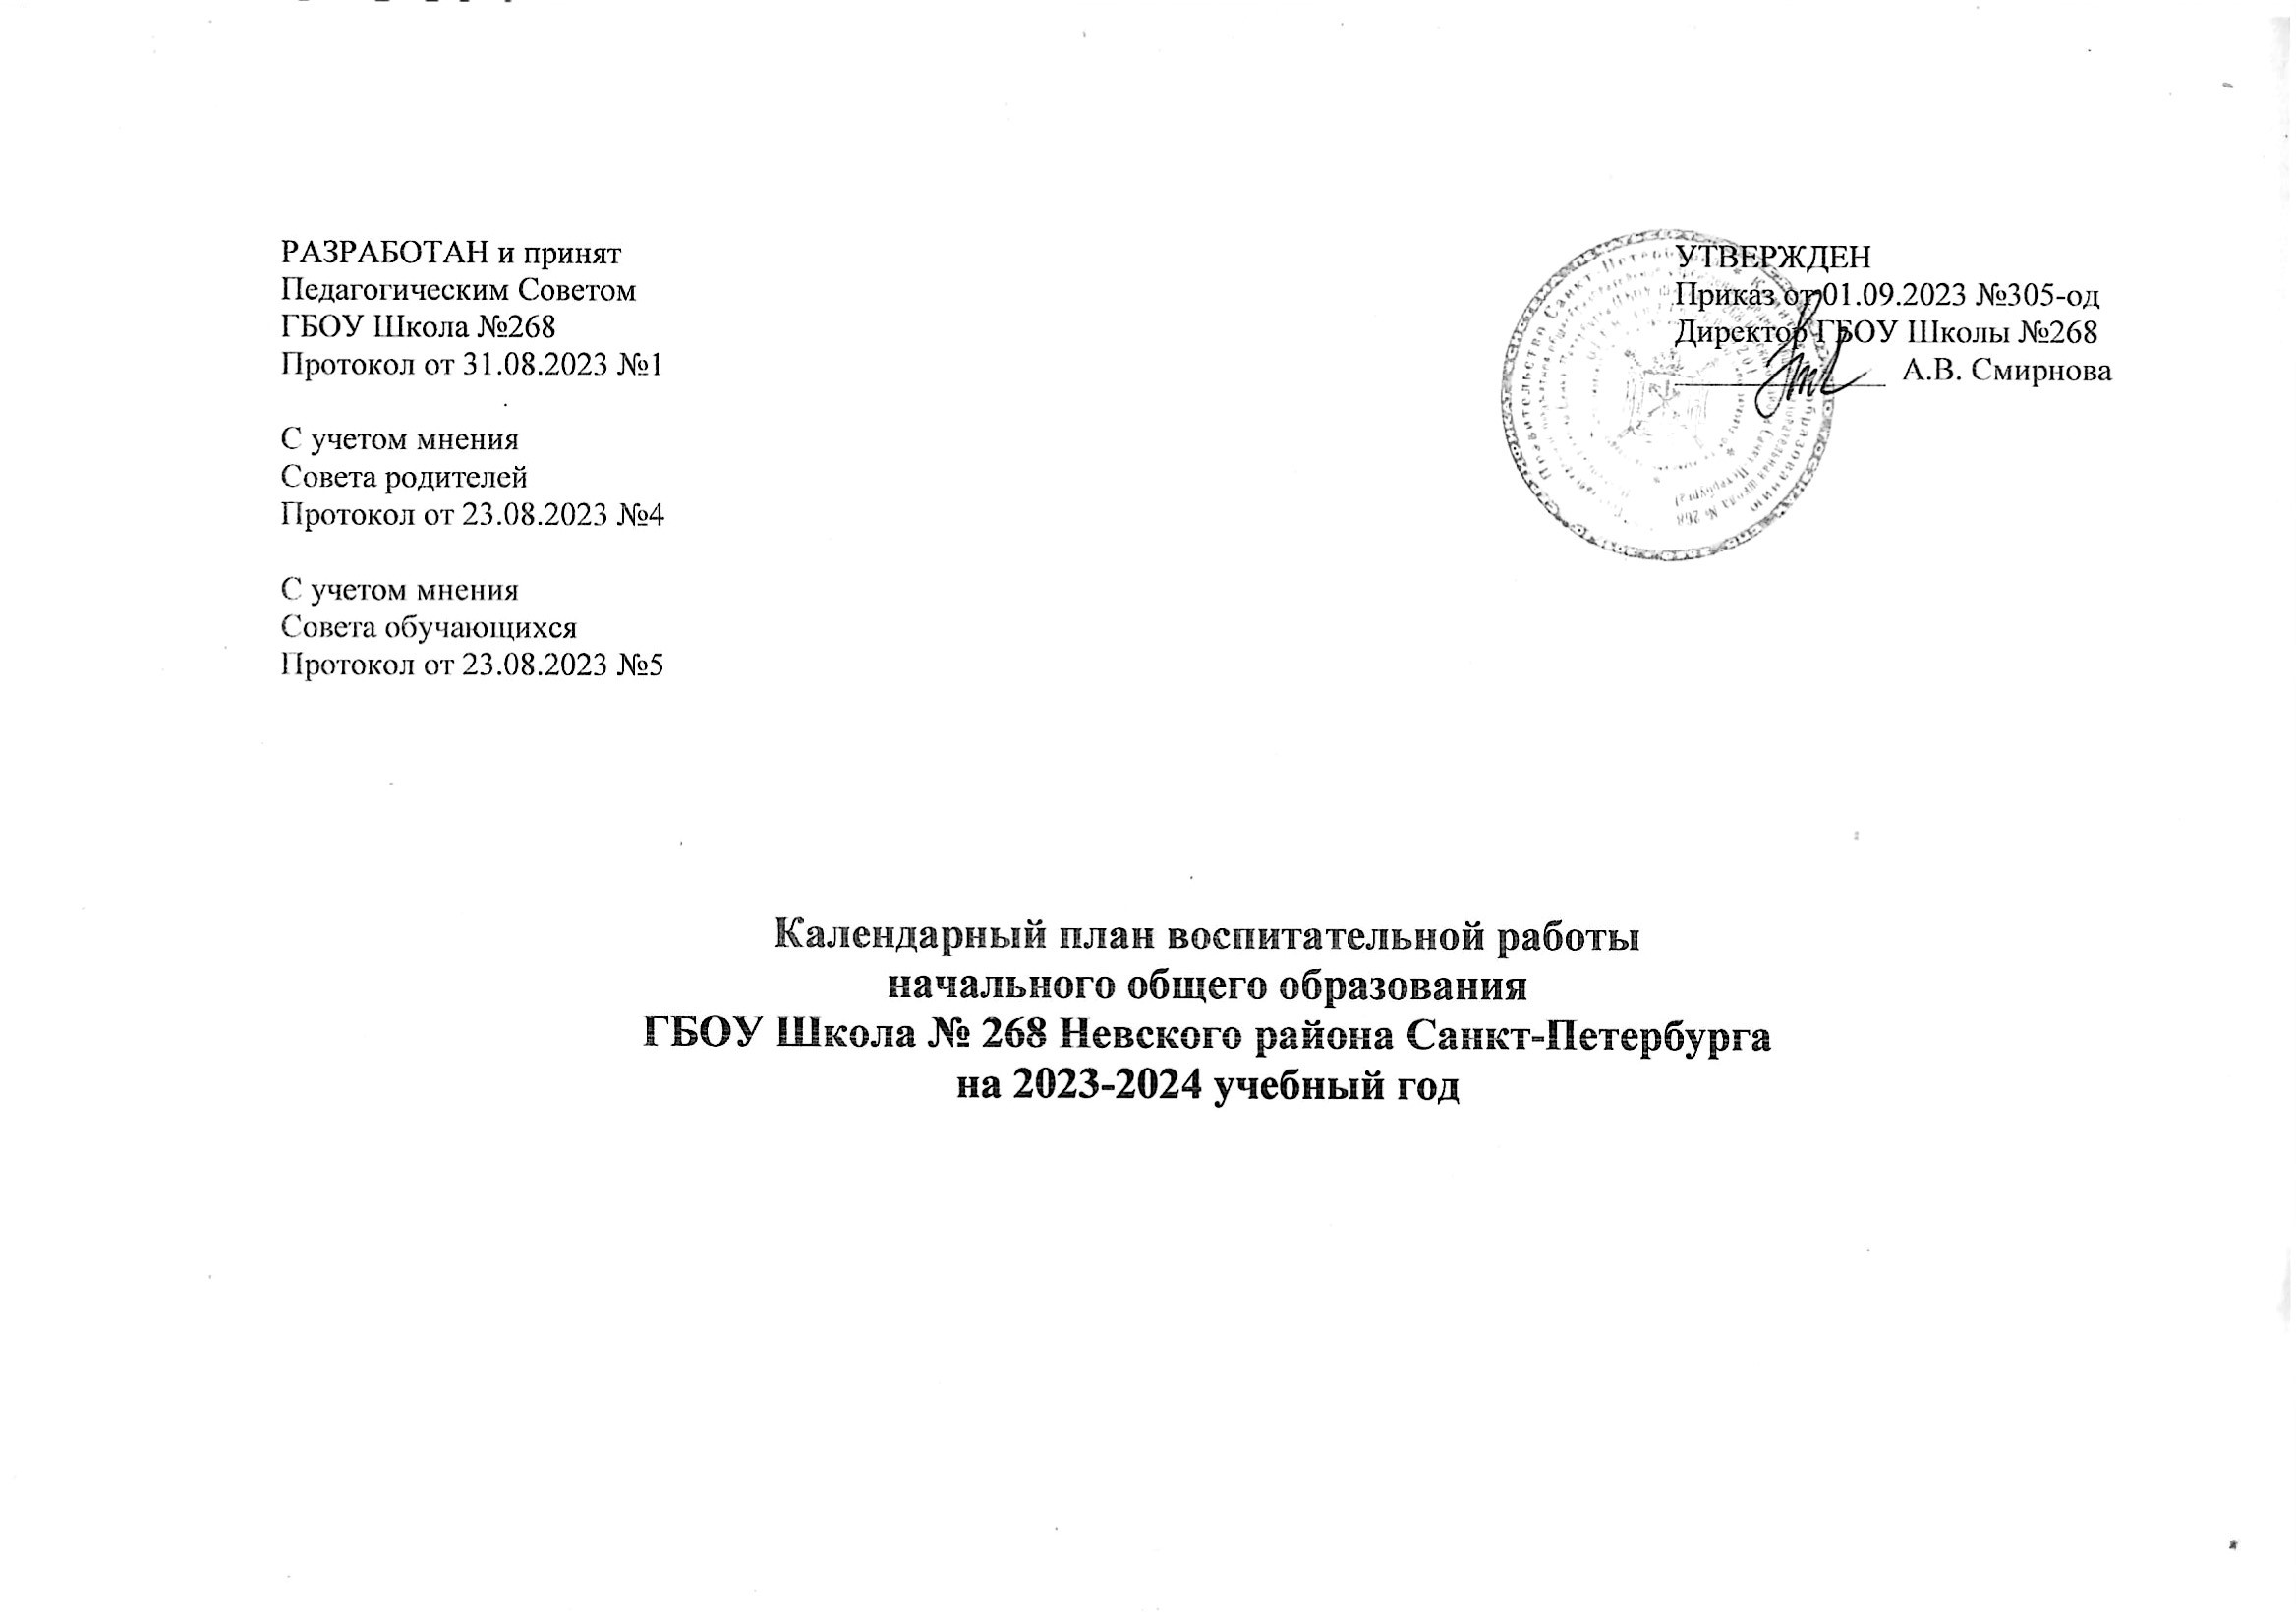 РАЗРАБОТАН и принят
Педагогическим Советом
ГБОУ Школа №268
Протокол от 31.08.2023 №1
С учетом мнения
Совета родителей
Протокол от 23.08.2023 №4
С учетом мнения
Совета обучающихся
Протокол от 23.08.2023 №5
УТВЕРЖДЕН
Приказ от 01.09.2023 №305-од
Директор ГБОУ Школы №268
А.В. Смирнова
Календарный план воспитательной работы
начального общего образования
ГБОУ Школа № 268 Невского района Санкт-Петербурга
на 2023-2024 учебный год